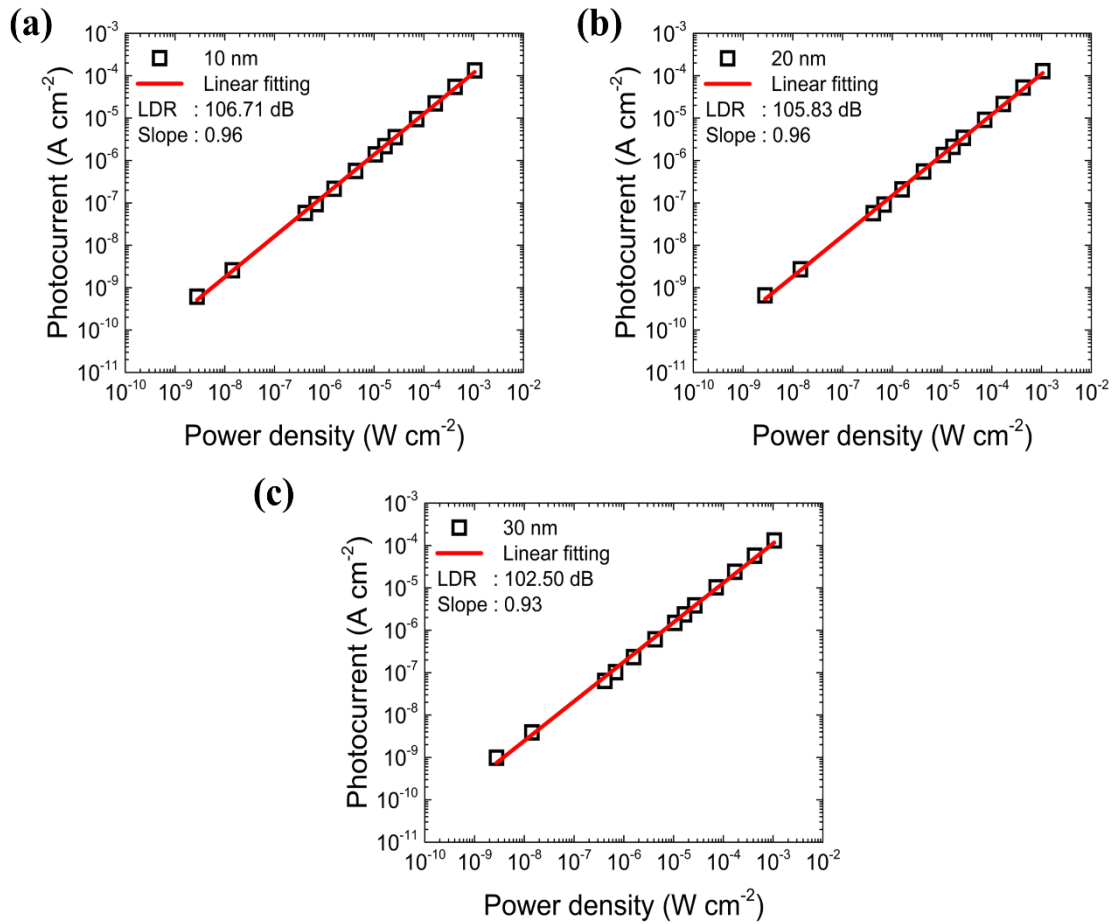 (a)
10⁻³
10⁻⁴
10⁻⁵
10⁻⁶
10⁻⁷
10⁻⁸
10⁻⁹
10⁻¹⁰
10⁻¹¹
Photocurrent (A cm⁻²)
10 nm
Linear fitting
LDR : 106.71 dB
Slope : 0.96
10⁻¹⁰ 10⁻⁹ 10⁻⁸ 10⁻⁷ 10⁻⁶ 10⁻⁵ 10⁻⁴ 10⁻³ 10⁻²
Power density (W cm⁻²)
(b)
10⁻³
10⁻⁴
10⁻⁵
10⁻⁶
10⁻⁷
10⁻⁸
10⁻⁹
10⁻¹⁰
10⁻¹¹
Photocurrent (A cm⁻²)
20 nm
Linear fitting
LDR : 105.83 dB
Slope : 0.96
10⁻¹⁰ 10⁻⁹ 10⁻⁸ 10⁻⁷ 10⁻⁶ 10⁻⁵ 10⁻⁴ 10⁻³ 10⁻²
Power density (W cm⁻²)
(c)
10⁻³
10⁻⁴
10⁻⁵
10⁻⁶
10⁻⁷
10⁻⁸
10⁻⁹
10⁻¹⁰
10⁻¹¹
Photocurrent (A cm⁻²)
30 nm
Linear fitting
LDR : 102.50 dB
Slope : 0.93
10⁻¹⁰ 10⁻⁹ 10⁻⁸ 10⁻⁷ 10⁻⁶ 10⁻⁵ 10⁻⁴ 10⁻³ 10⁻²
Power density (W cm⁻²)